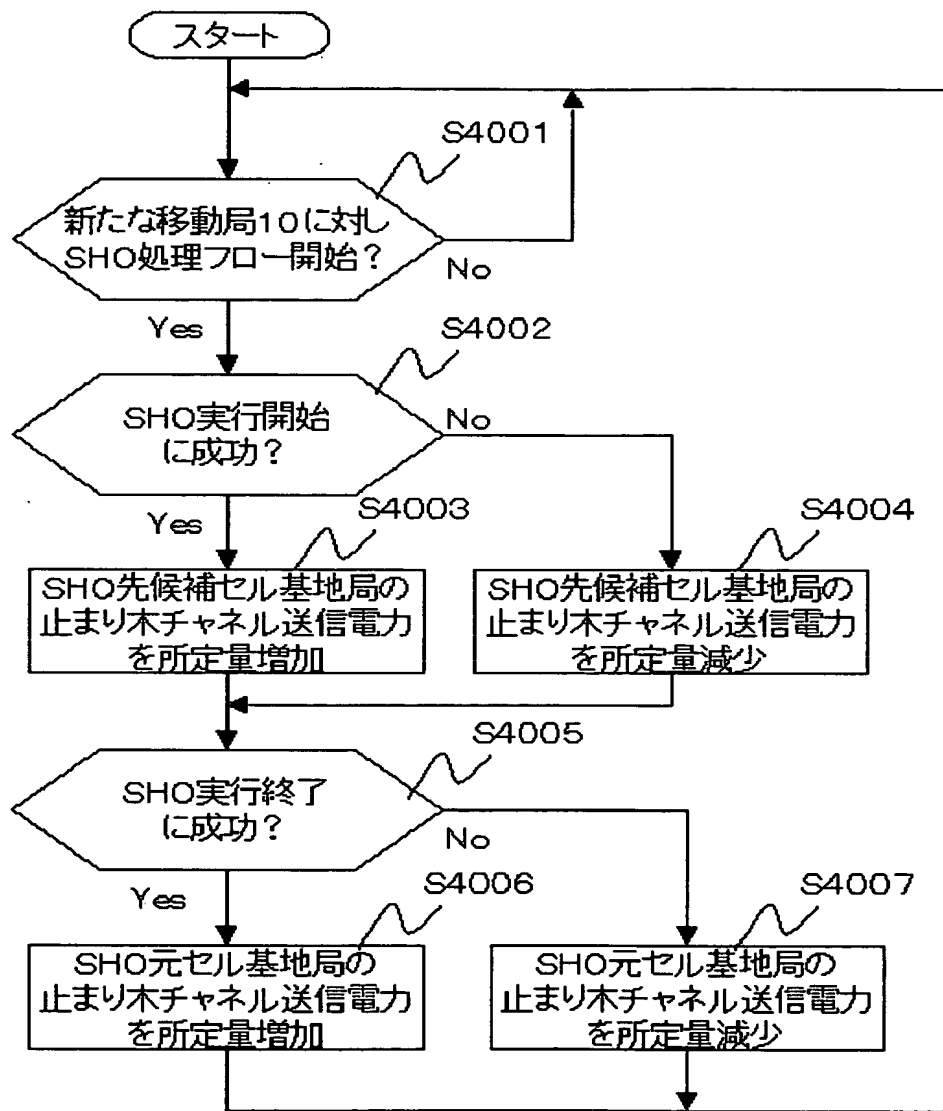 スタート
S4001
新たな移動局10に対し
SHO処理フロー開始？
No
Yes
S4002
SHO実行開始
に成功？
No
Yes
S4003
S4004
SHO先候補セル基地局の
止まり木チャネル送信電力
を所定量増加
SHO先候補セル基地局の
止まり木チャネル送信電力
を所定量減少
S4005
SHO実行終了
に成功？
No
Yes
S4006
S4007
SHO元セル基地局の
止まり木チャネル送信電力
を所定量増加
SHO元セル基地局の
止まり木チャネル送信電力
を所定量減少